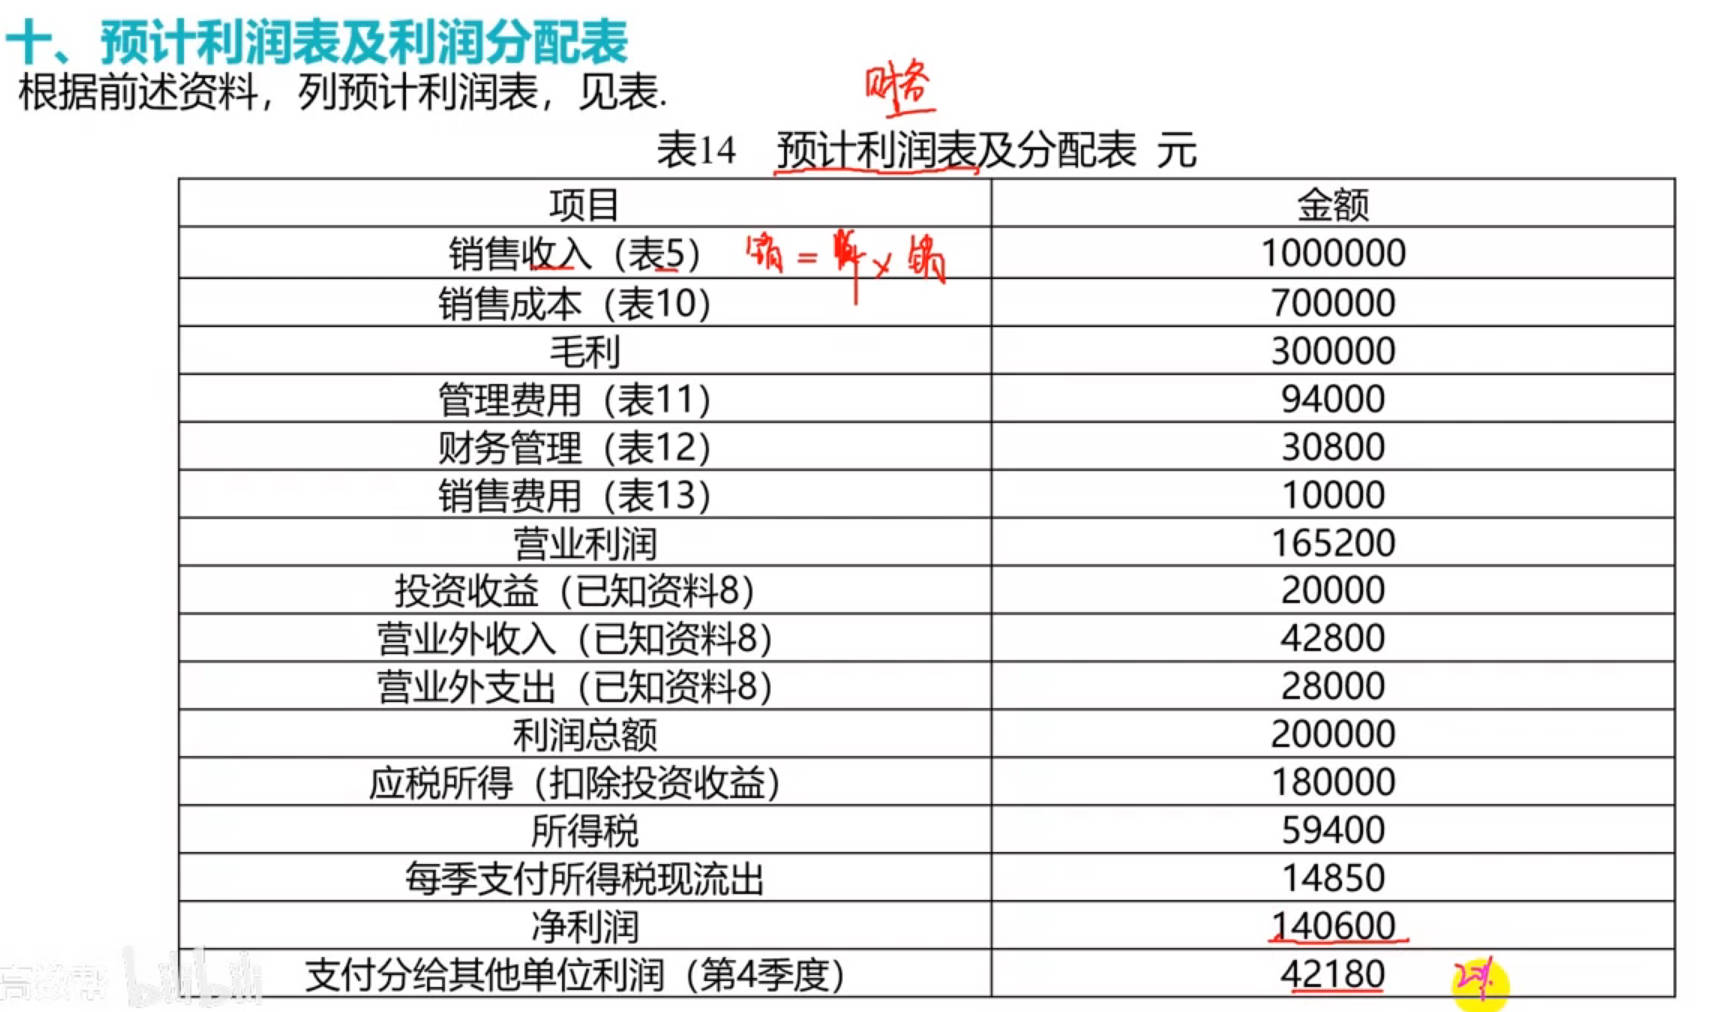 十、预计利润表及利润分配表
根据前述资料，列预计利润表，见表.
财务
表14 预计利润表及分配表 元
项目 金额
销售收入（表5） 1000000
销售成本（表10） 700000
毛利 300000
管理费用（表11） 94000
财务管理（表12） 30800
销售费用（表13） 10000
营业利润 165200
投资收益（已知资料8） 20000
营业外收入（已知资料8） 42800
营业外支出（已知资料8） 28000
利润总额 200000
应税所得（扣除投资收益） 180000
所得税 59400
每季支付所得税现流出 14850
净利润 140600
支付分给其他单位利润（第4季度） 42180
bilibili